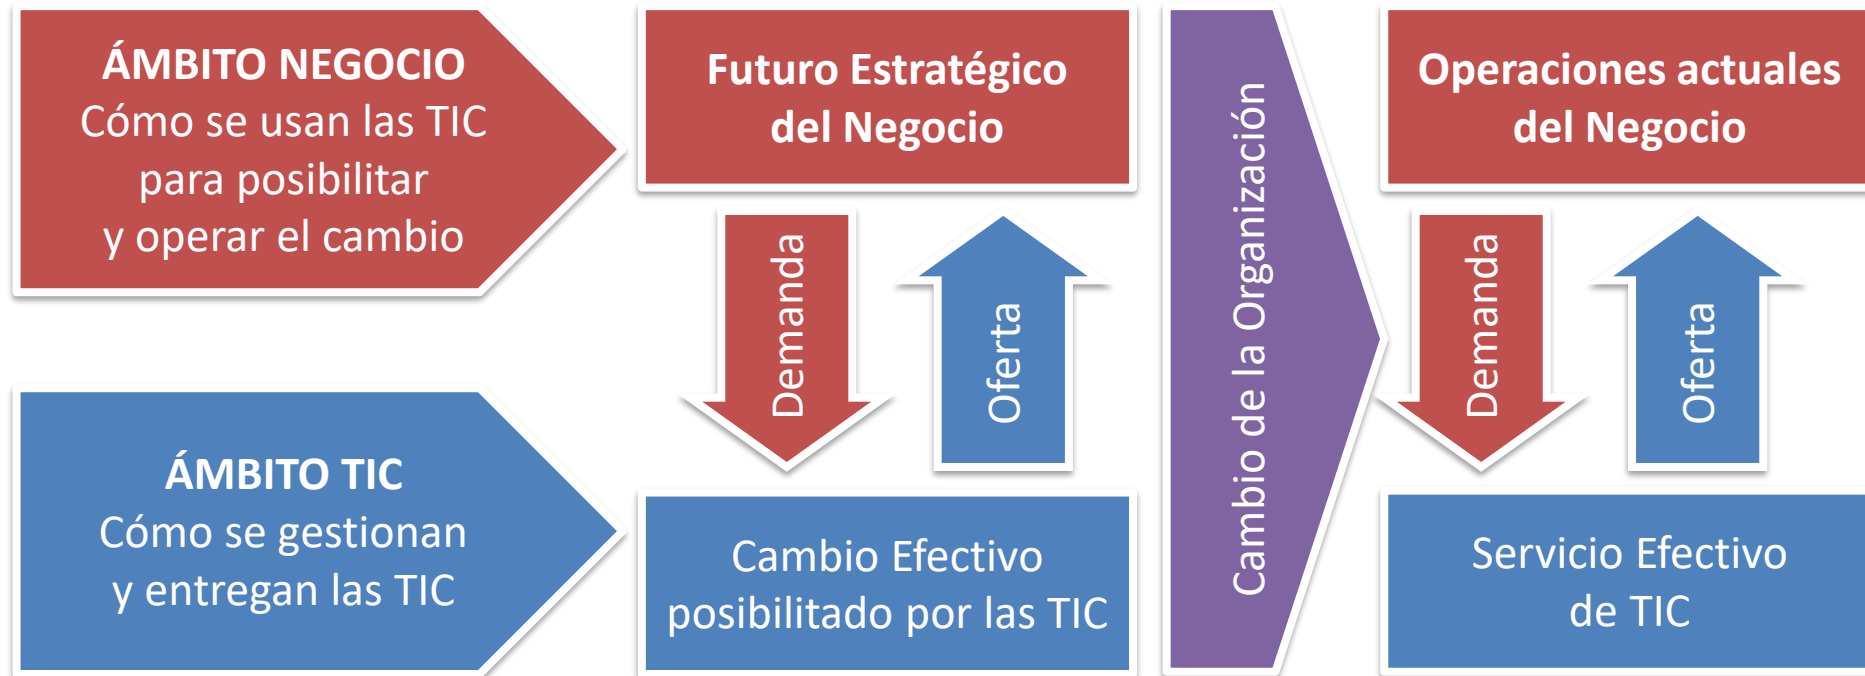 ÁMBITO NEGOCIO
Cómo se usan las TIC
para posibilitar
y operar el cambio
Futuro Estratégico
del Negocio
Demanda
Oferta
Cambio de la Organización
Operaciones actuales
del Negocio
Demanda
Oferta
ÁMBITO TIC
Cómo se gestionan
y entregan las TIC
Cambio Efectivo
posibilitado por las TIC
Servicio Efectivo
de TIC